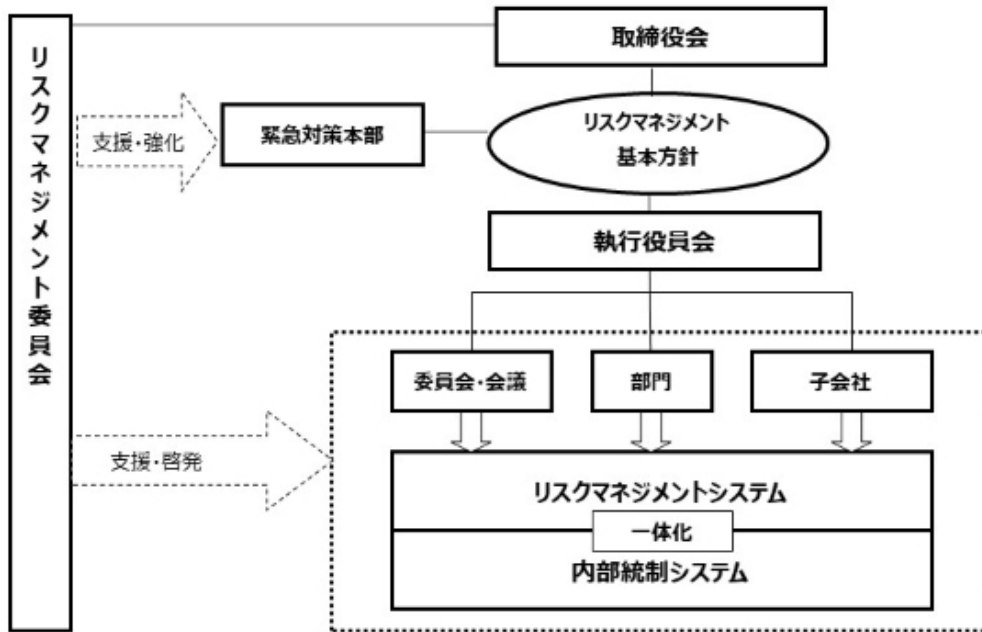 リスクマネジメント委員会
取締役会
リスクマネジメント
基本方針
支援・強化
緊急対策本部
執行役員会
委員会・会議
部門
子会社
支援・啓発
リスクマネジメントシステム
一体化
内部統制システム